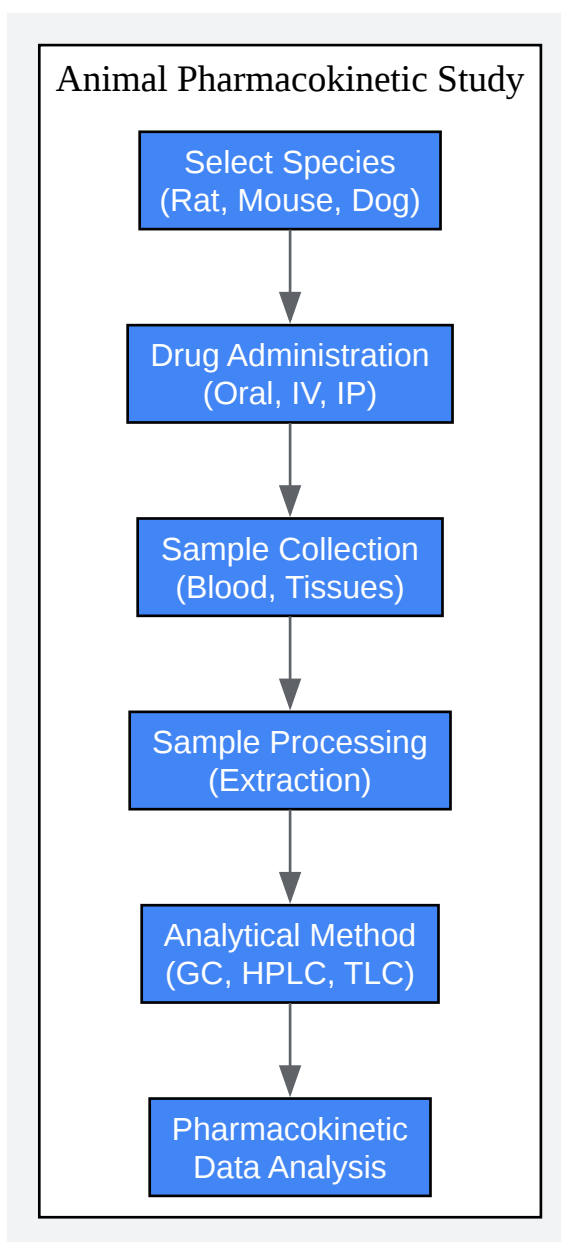 Animal Pharmacokinetic Study
Select Species
(Rat, Mouse, Dog)
Drug Administration
(Oral, IV, IP)
Sample Collection
(Blood, Tissues)
Sample Processing
(Extraction)
Analytical Method
(GC, HPLC, TLC)
Pharmacokinetic
Data Analysis